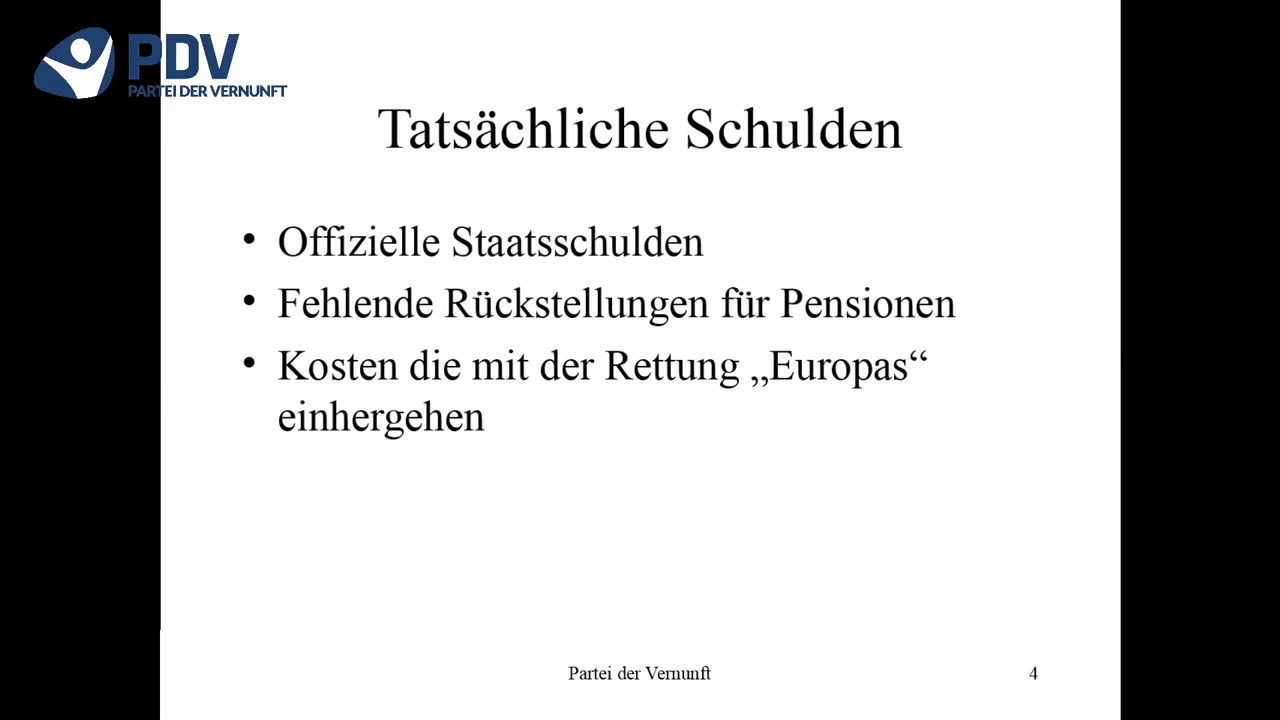 PDV
PARTEI DER VERNUNFT
Tatsächliche Schulden
• Offizielle Staatsschulden
• Fehlende Rückstellungen für Pensionen
• Kosten die mit der Rettung „Europas“
einhergehen
Partei der Vernunft
4